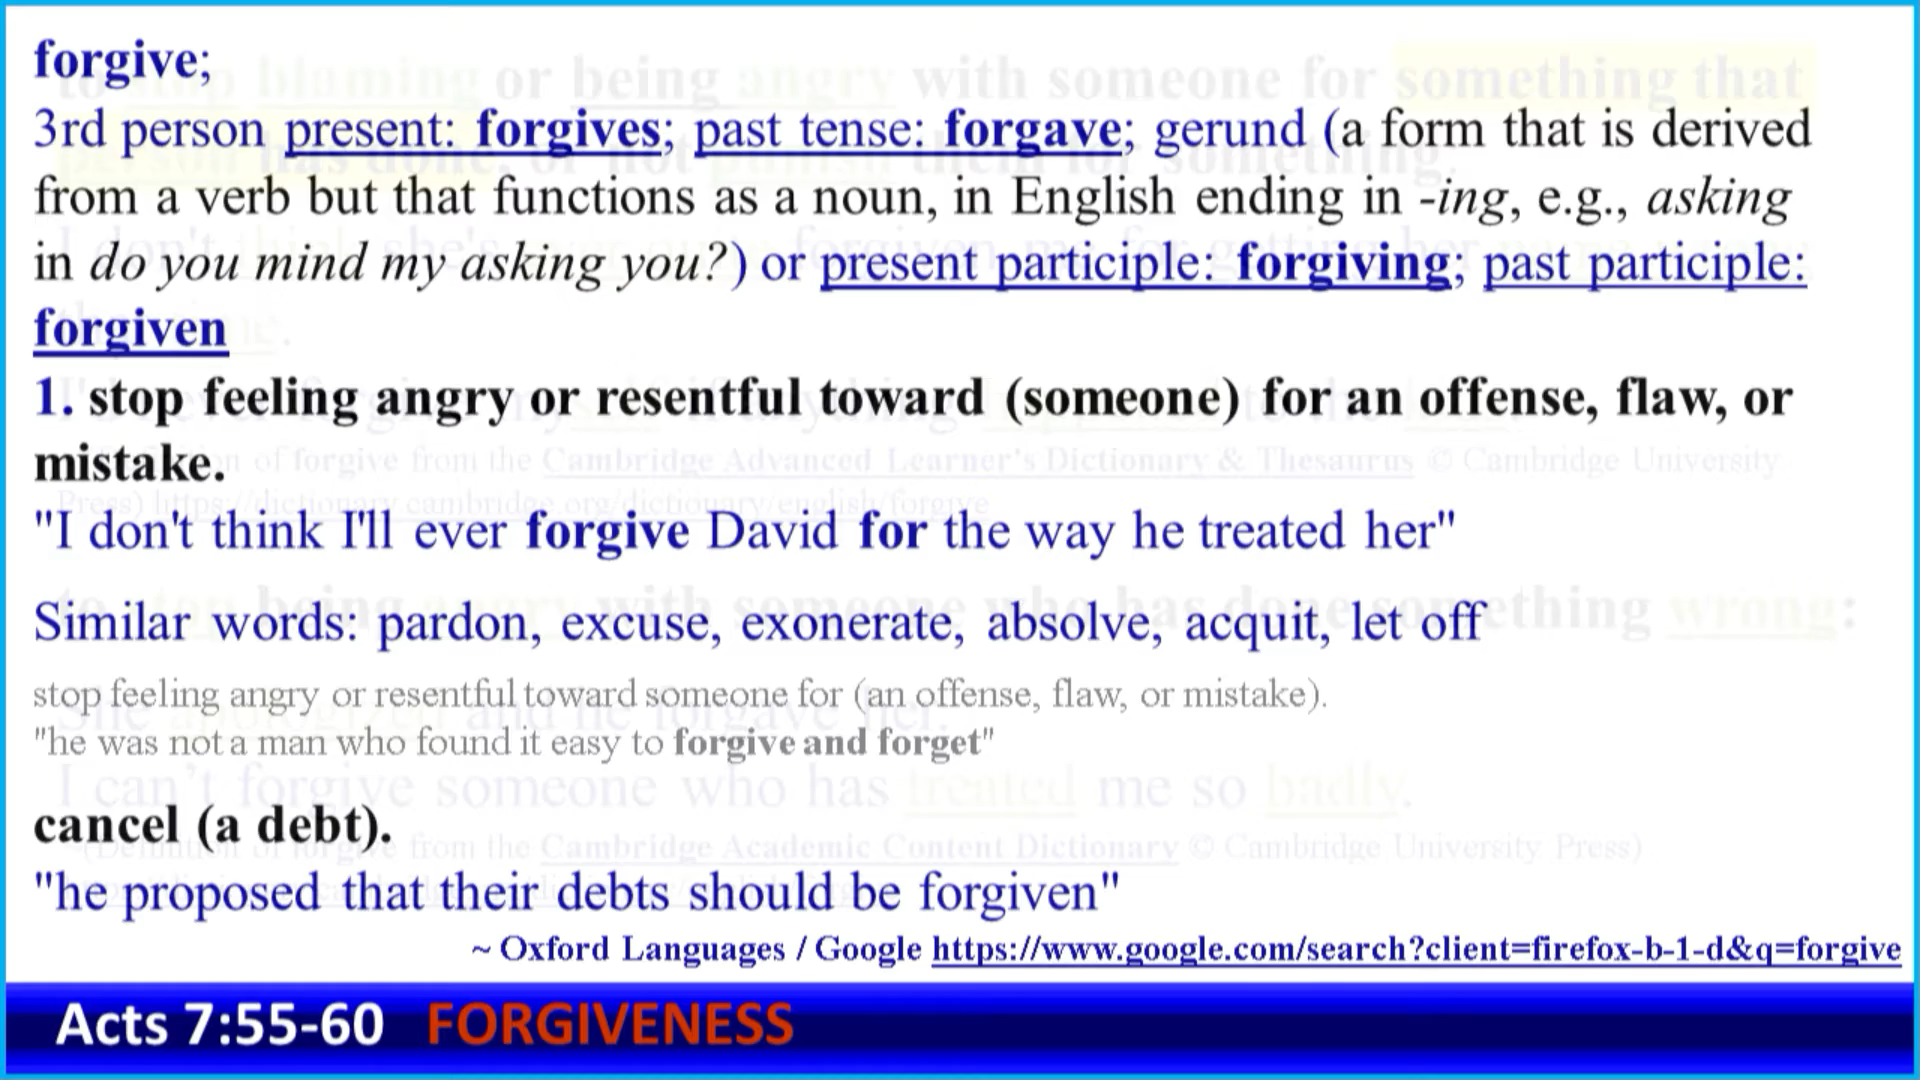 forgive;
3rd person present: forgives; past tense: forgave; gerund (a form that is derived
from a verb but that functions as a noun, in English ending in -ing, e.g., asking
in do you mind my asking you?) or present participle: forgiving; past participle:
forgiven
1. stop feeling angry or resentful toward (someone) for an offense, flaw, or
mistake.
"I don't think I'll ever forgive David for the way he treated her"
Similar words: pardon, excuse, exonerate, absolve, acquit, let off
stop feeling angry or resentful toward someone for (an offense, flaw, or mistake).
"he was not a man who found it easy to forgive and forget"
cancel (a debt).
"he proposed that their debts should be forgiven"
~ Oxford Languages / Google https://www.google.com/search?client=firefox-b-1-d&q=forgive
Acts 7:55-60 FORGIVENESS